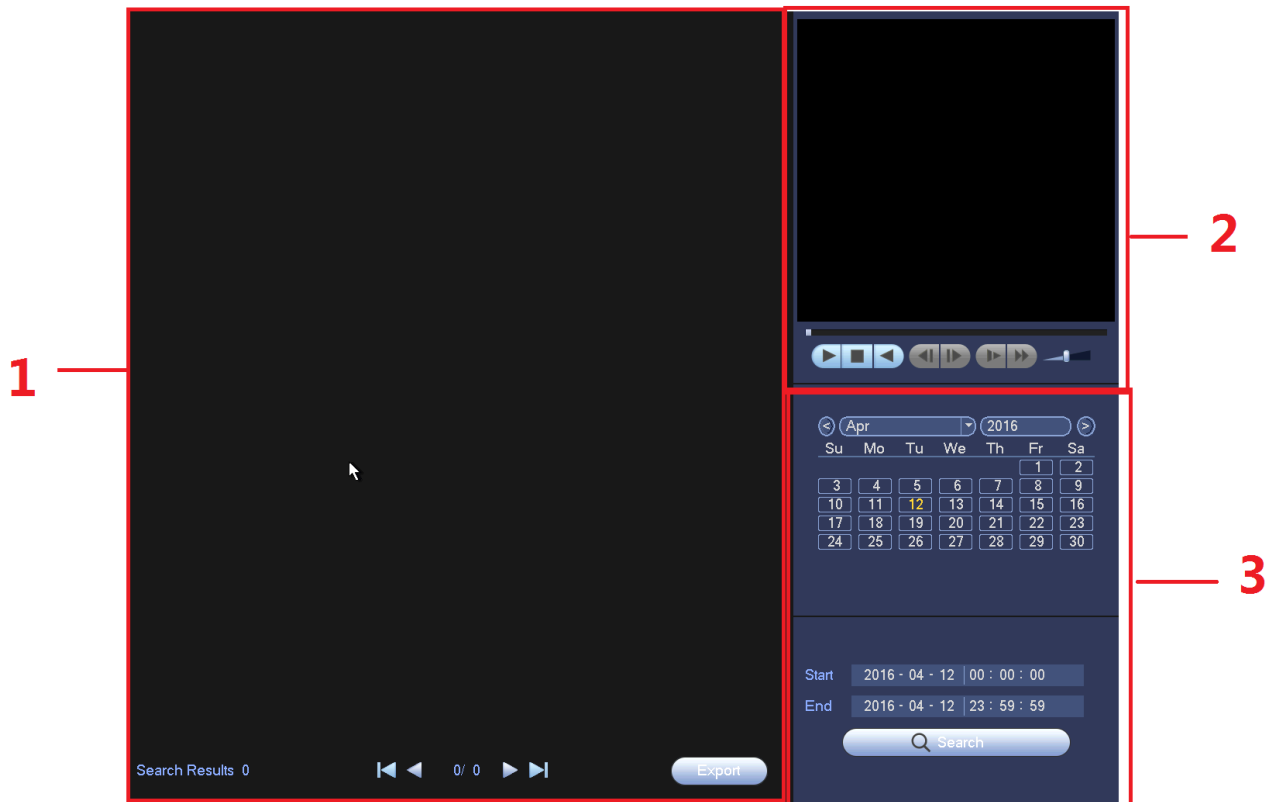 1
2
3
< Apr 2016 >
Su Mo Tu We Th Fr Sa
1 2
3 4 5 6 7 8 9
10 11 12 13 14 15 16
17 18 19 20 21 22 23
24 25 26 27 28 29 30
Start 2016 - 04 - 12 00 : 00 : 00
End 2016 - 04 - 12 23 : 59 : 59
Search
Search Results 0 0/ 0 Export